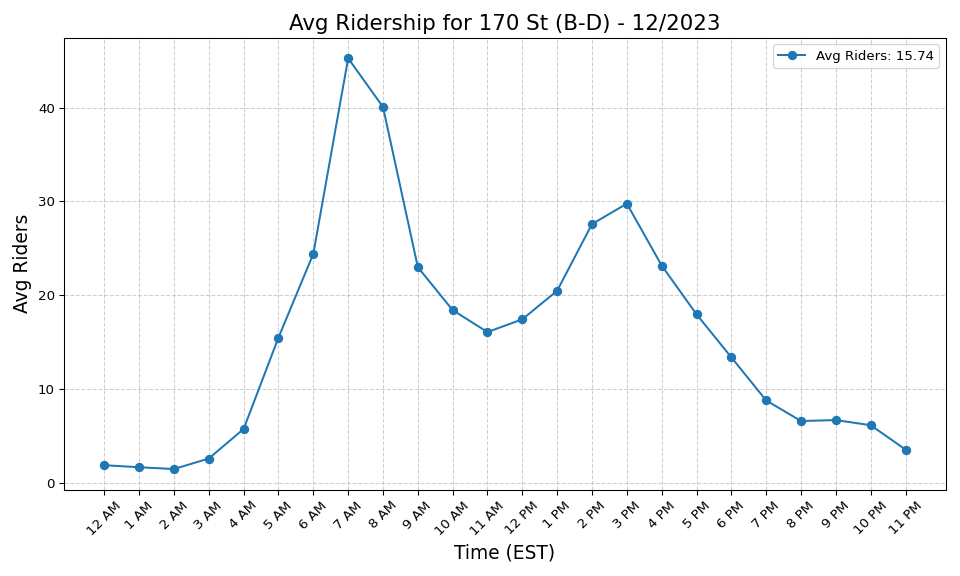 Avg Ridership for 170 St (B-D) - 12/2023
Avg Riders: 15.74
Avg Riders
40
30
20
10
0
12 AM
1 AM
2 AM
3 AM
4 AM
5 AM
6 AM
7 AM
8 AM
9 AM
10 AM
11 AM
12 PM
1 PM
2 PM
3 PM
4 PM
5 PM
6 PM
7 PM
8 PM
9 PM
10 PM
11 PM
Time (EST)